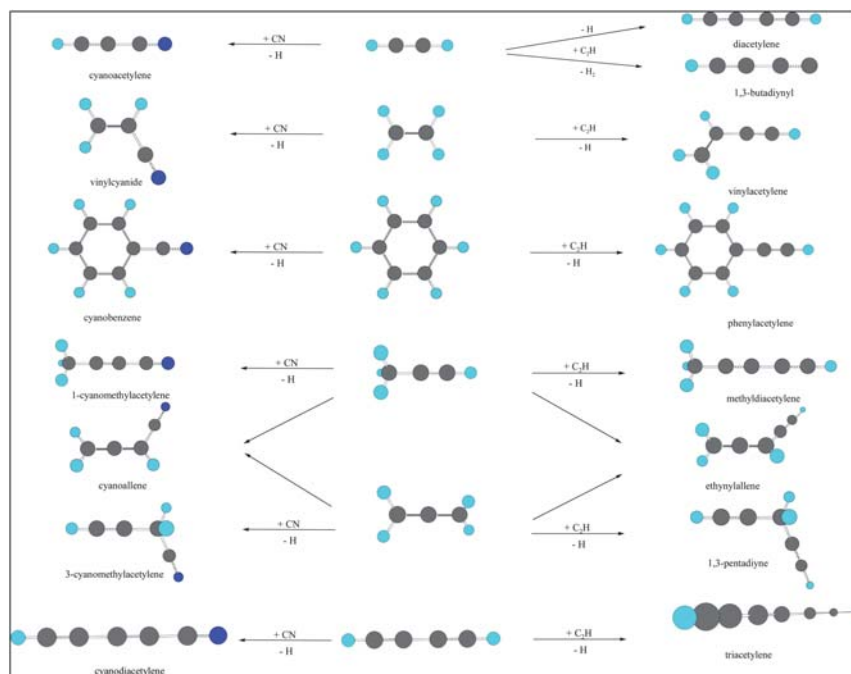 + CN
- H
cyanoacetylene
- H
+ C2H
- H2
diacetylene
1,3-butadiynyl
+ CN
- H
vinylcyanide
+ C2H
- H
vinylacetylene
+ CN
- H
cyanobenzene
+ C2H
- H
phenylacetylene
+ CN
- H
1-cyanomethylacetylene
+ C2H
- H
methyldiacetylene
cyanoallene
ethynylallene
+ CN
- H
3-cyanomethylacetylene
+ C2H
- H
1,3-pentadiyne
+ CN
- H
cyanodiacetylene
+ C2H
- H
triacetylene